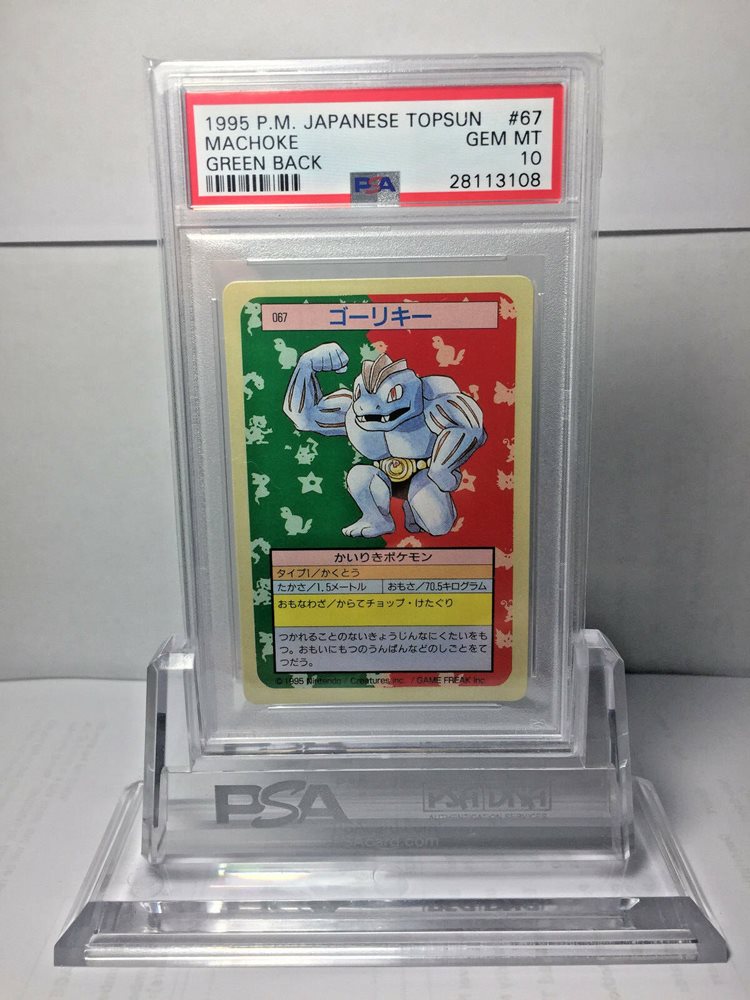 1995 P.M. JAPANESE TOPSUN #67
MACHOKE GEM MT
GREEN BACK 10
PSA 28113108
067 ゴーリキー
かいりきポケモン
タイプ1/かくとう
たかさ/1.5メートル おもさ/70.5キログラム
おもなわざ/からてチョップ・けたぐり
つかれることのないきょうじんなにくたいをも
つ。おもいにもつのうんぱんなどのしごとをて
つだう。
© 1995 Nintendo / Creatures inc. / GAME FREAK inc.
PSA PSA/DNA
AUTHENTICATION SERVICES
PSAcard.com